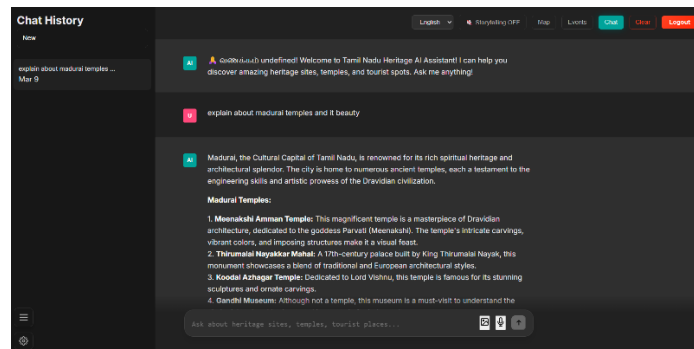 Chat History
New
explain about madurai temples ...
Mar 9
English
Storytelling OFF
Map
Events
Chat
Clear
Logout
AI
🙏 வணக்கம் undefined! Welcome to Tamil Nadu Heritage AI Assistant! I can help you
discover amazing heritage sites, temples, and tourist spots. Ask me anything!
U
explain about madurai temples and it beauty
AI
Madurai, the Cultural Capital of Tamil Nadu, is renowned for its rich spiritual heritage and
architectural splendor. The city is home to numerous ancient temples, each a testament to the
engineering skills and artistic prowess of the Dravidian civilization.
Madurai Temples:
1. Meenakshi Amman Temple: This magnificent temple is a masterpiece of Dravidian
architecture, dedicated to the goddess Parvati (Meenakshi). The temple's intricate carvings,
vibrant colors, and imposing structures make it a visual feast.
2. Thirumalai Nayakkar Mahal: A 17th-century palace built by King Thirumalai Nayak, this
monument showcases a blend of traditional and European architectural styles.
3. Koodal Azhagar Temple: Dedicated to Lord Vishnu, this temple is famous for its stunning
sculptures and ornate carvings.
4. Gandhi Museum: Although not a temple, this museum is a must-visit to understand the
Ask about heritage sites, temples, tourist places...